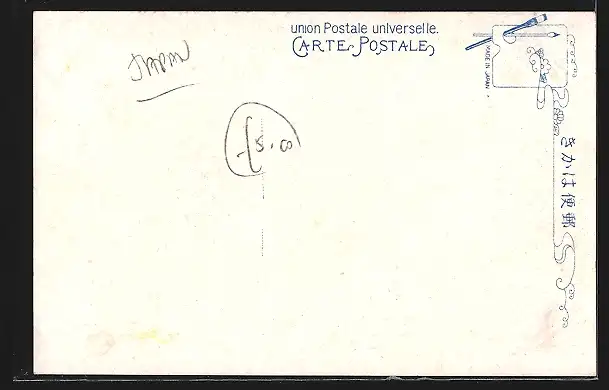 union Postale universelle.
CARTE POSTALE
MADE IN JAPAN
JAPAN
きかは便郵